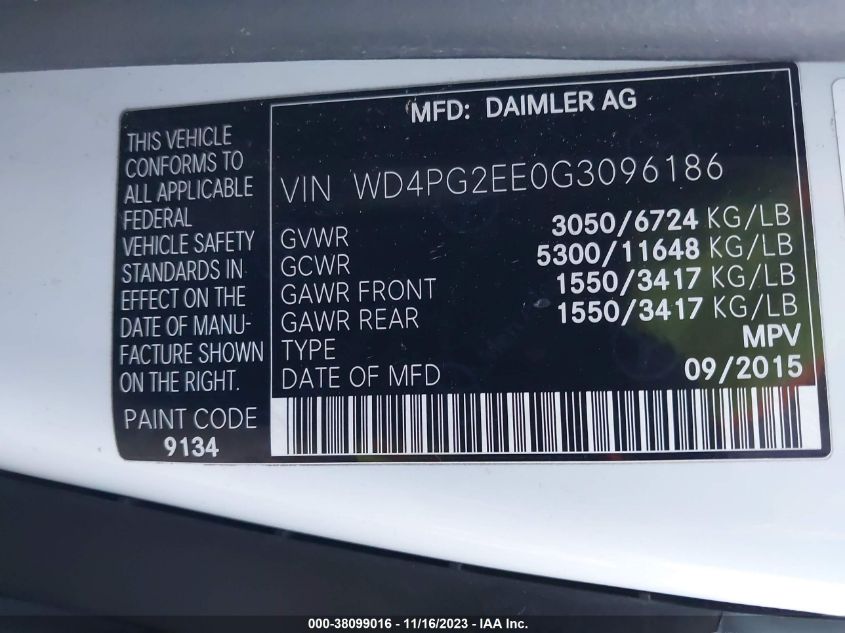 MFD: DAIMLER AG
THIS VEHICLE
CONFORMS TO
ALL APPLICABLE
FEDERAL
VEHICLE SAFETY
STANDARDS IN
EFFECT ON THE
DATE OF MANU-
FACTURE SHOWN
ON THE RIGHT.
PAINT CODE
9134
VIN WD4PG2EE0G3096186
GVWR 3050/6724 KG/LB
GCWR 5300/11648 KG/LB
GAWR FRONT 1550/3417 KG/LB
GAWR REAR 1550/3417 KG/LB
TYPE MPV
DATE OF MFD 09/2015
000-38099016 - 11/16/2023 - IAAI Inc.